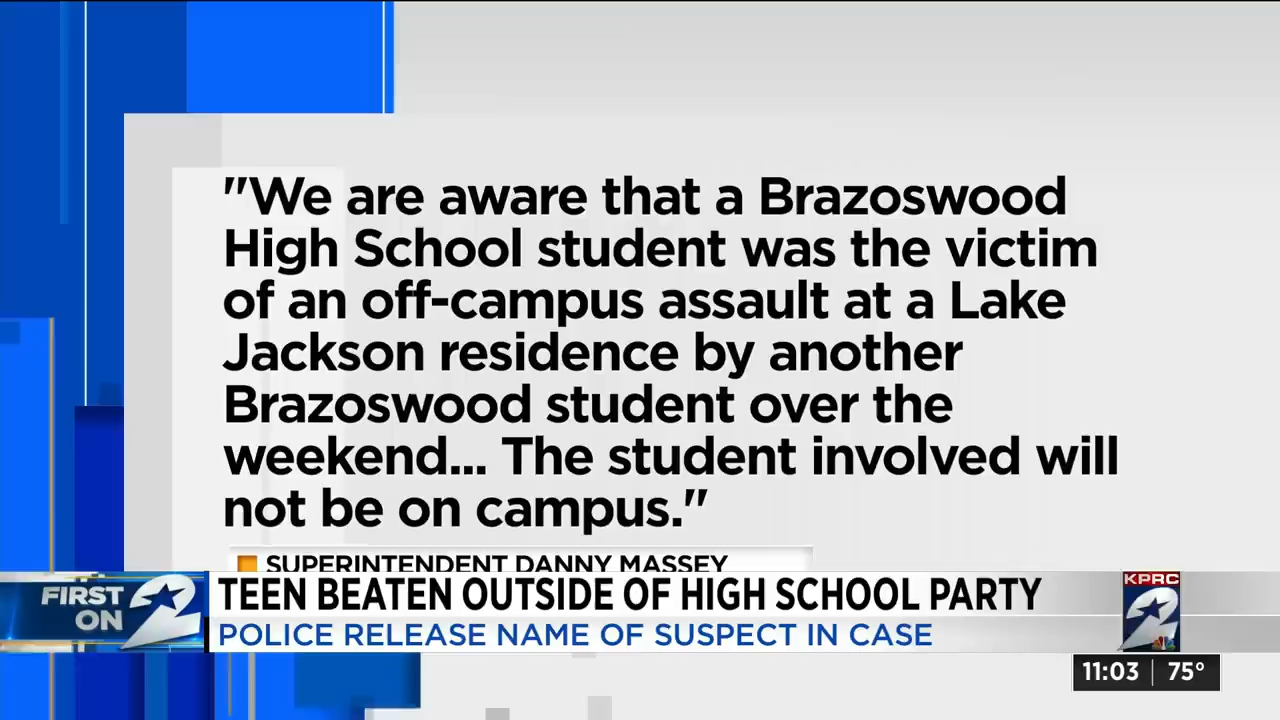 "We are aware that a Brazoswood
High School student was the victim
of an off-campus assault at a Lake
Jackson residence by another
Brazoswood student over the
weekend... The student involved will
not be on campus."
SUPERINTENDENT DANNY MASSEY
FIRST
ON 2
TEEN BEATEN OUTSIDE OF HIGH SCHOOL PARTY
POLICE RELEASE NAME OF SUSPECT IN CASE
KPRC
2
11:03 | 75°